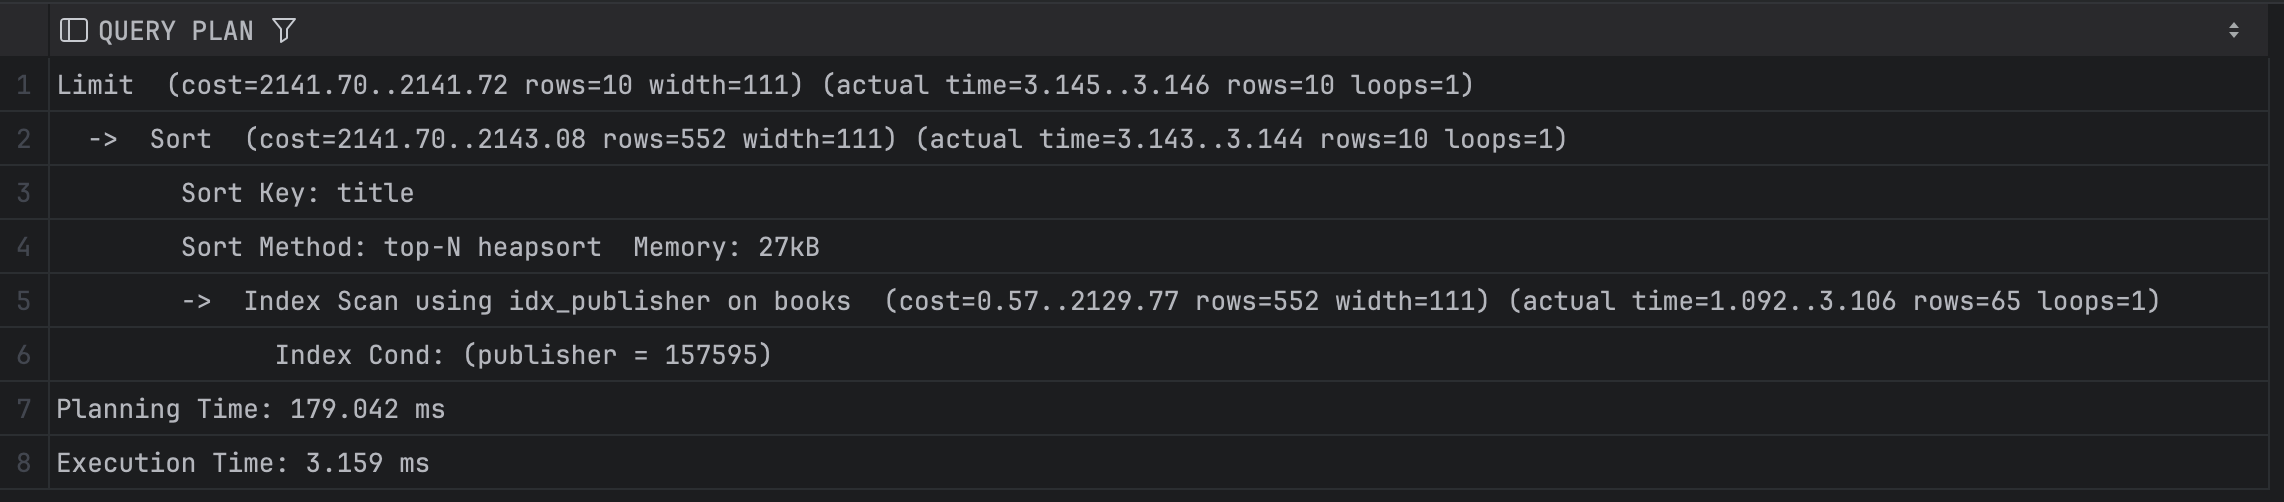 QUERY PLAN
1 Limit  (cost=2141.70..2141.72 rows=10 width=111) (actual time=3.145..3.146 rows=10 loops=1)
2   ->  Sort  (cost=2141.70..2143.08 rows=552 width=111) (actual time=3.143..3.144 rows=10 loops=1)
3         Sort Key: title
4         Sort Method: top-N heapsort  Memory: 27kB
5         ->  Index Scan using idx_publisher on books  (cost=0.57..2129.77 rows=552 width=111) (actual time=1.092..3.106 rows=65 loops=1)
6               Index Cond: (publisher = 157595)
7 Planning Time: 179.042 ms
8 Execution Time: 3.159 ms